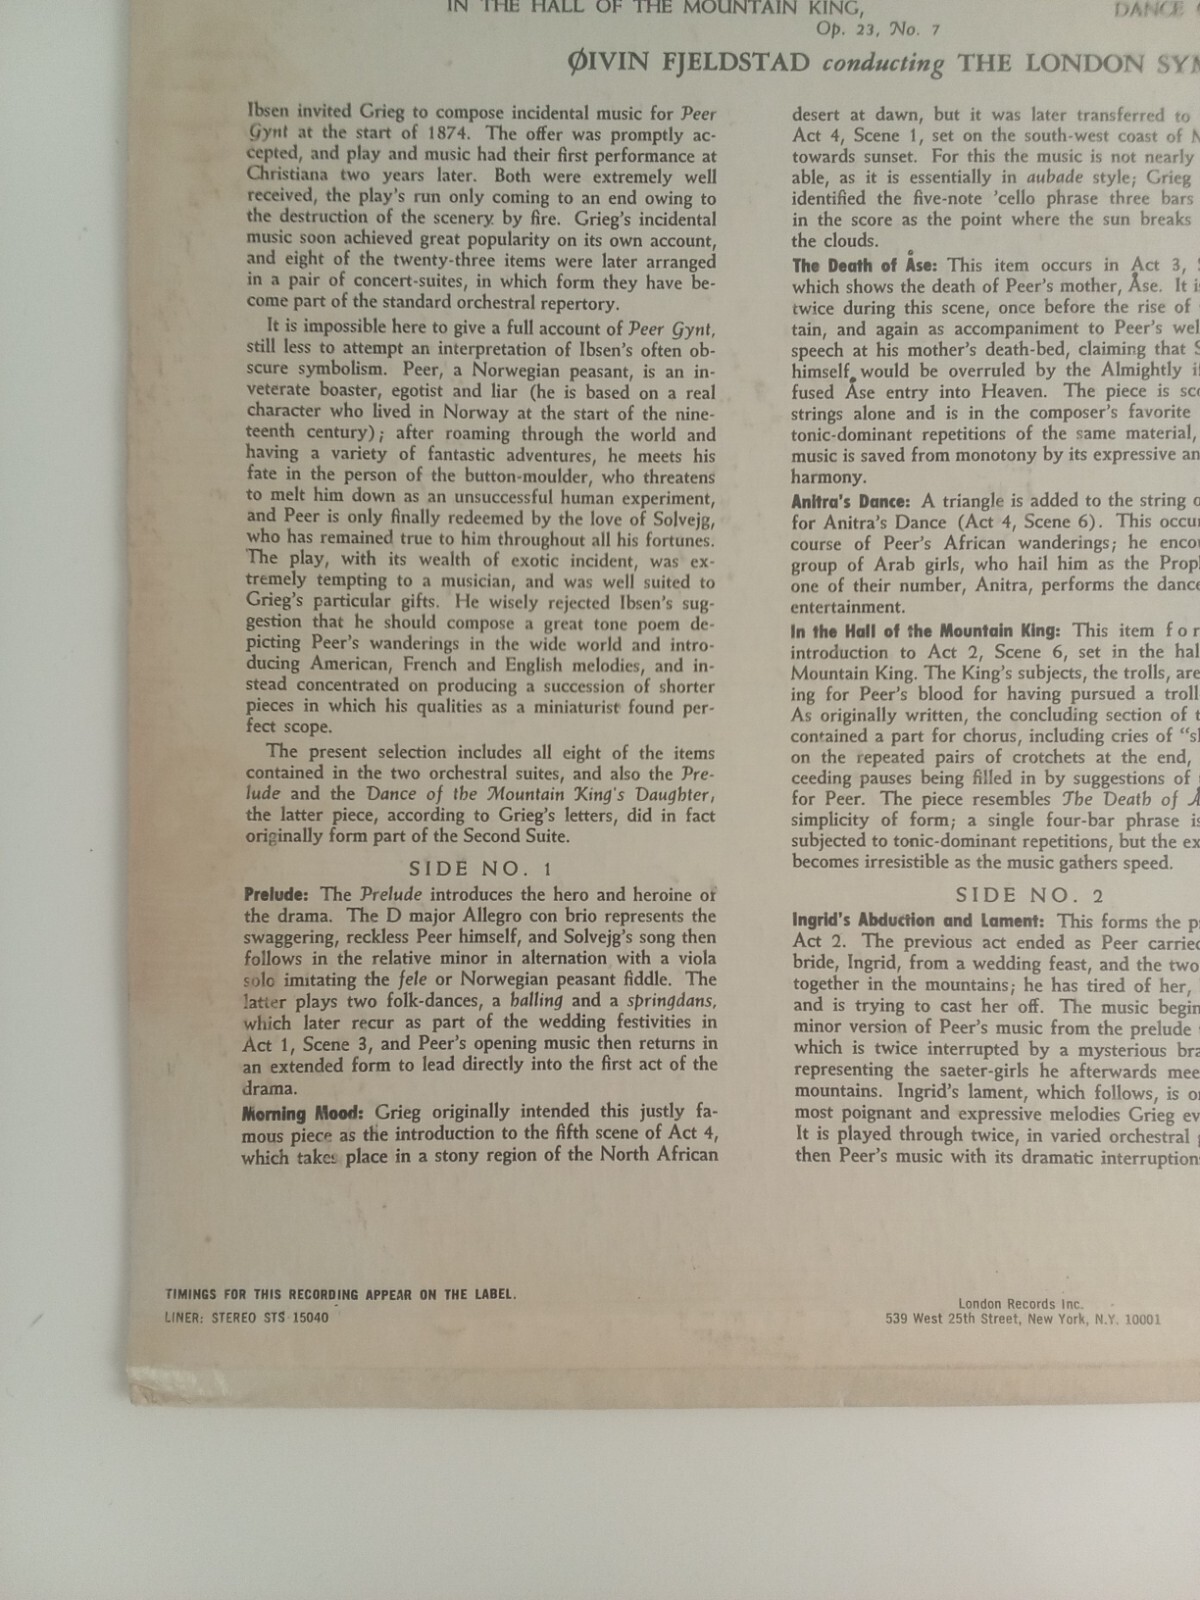 IN THE HALL OF THE MOUNTAIN KING,
Op. 23, No. 7
DANCE
ØIVIN FJELDSTAD conducting THE LONDON SYM
Ibsen invited Grieg to compose incidental music for Peer
Gynt at the start of 1874. The offer was promptly ac-
cepted, and play and music had their first performance at
Christiana two years later. Both were extremely well
received, the play's run only coming to an end owing to
the destruction of the scenery by fire. Grieg's incidental
music soon achieved great popularity on its own account,
and eight of the twenty-three items were later arranged
in a pair of concert-suites, in which form they have be-
come part of the standard orchestral repertory.
It is impossible here to give a full account of Peer Gynt,
still less to attempt an interpretation of Ibsen's often ob-
scure symbolism. Peer, a Norwegian peasant, is an in-
veterate boaster, egotist and liar (he is based on a real
character who lived in Norway at the start of the nine-
teenth century); after roaming through the world and
having a variety of fantastic adventures, he meets his
fate in the person of the button-moulder, who threatens
to melt him down as an unsuccessful human experiment,
and Peer is only finally redeemed by the love of Solvejg,
who has remained true to him throughout all his fortunes.
The play, with its wealth of exotic incident, was ex-
tremely tempting to a musician, and was well suited to
Grieg's particular gifts. He wisely rejected Ibsen's sug-
gestion that he should compose a great tone poem de-
picting Peer's wanderings in the wide world and intro-
ducing American, French and English melodies, and in-
stead concentrated on producing a succession of shorter
pieces in which his qualities as a miniaturist found per-
fect scope.
The present selection includes all eight of the items
contained in the two orchestral suites, and also the Pre-
lude and the Dance of the Mountain King's Daughter,
the latter piece, according to Grieg's letters, did in fact
originally form part of the Second Suite.
SIDE NO. 1
Prelude: The Prelude introduces the hero and heroine of
the drama. The D major Allegro con brio represents the
swaggering, reckless Peer himself, and Solvejg's song then
follows in the relative minor in alternation with a viola
solo imitating the fele or Norwegian peasant fiddle. The
latter plays two folk-dances, a halling and a springdans,
which later recur as part of the wedding festivities in
Act 1, Scene 3, and Peer's opening music then returns in
an extended form to lead directly into the first act of the
drama.
Morning Mood: Grieg originally intended this justly fa-
mous piece as the introduction to the fifth scene of Act 4,
which takes place in a stony region of the North African
desert at dawn, but it was later transferred to
Act 4, Scene 1, set on the south-west coast of
towards sunset. For this the music is not nearly
able, as it is essentially in aubade style; Grieg
identified the five-note 'cello phrase three bars
in the score as the point where the sun breaks
the clouds.
The Death of Åse: This item occurs in Act 3,
which shows the death of Peer's mother, Åse. It
twice during this scene, once before the rise of
tain, and again as accompaniment to Peer's wel
speech at his mother's death-bed, claiming that
himself would be overruled by the Almighty
fused Åse entry into Heaven. The piece is sco
strings alone and is in the composer's favorite
tonic-dominant repetitions of the same material,
music is saved from monotony by its expressive an
harmony.
Anitra's Dance: A triangle is added to the string o
for Anitra's Dance (Act 4, Scene 6). This occu
course of Peer's African wanderings; he enco
group of Arab girls, who hail him as the Prop
one of their number, Anitra, performs the dance
entertainment.
In the Hall of the Mountain King: This item for
introduction to Act 2, Scene 6, set in the hal
Mountain King. The King's subjects, the trolls, are
ing for Peer's blood for having pursued a troll
As originally written, the concluding section of
contained a part for chorus, including cries of
on the repeated pairs of crotchets at the end,
ceeding pauses being filled in by suggestions of
for Peer. The piece resembles The Death of
simplicity of form; a single four-bar phrase is
subjected to tonic-dominant repetitions, but the ex
becomes irresistible as the music gathers speed.
SIDE NO. 2
Ingrid's Abduction and Lament: This forms the p
Act 2. The previous act ended as Peer carried
bride, Ingrid, from a wedding feast, and the two
together in the mountains; he has tired of her,
and is trying to cast her off. The music begin
minor version of Peer's music from the prelude
which is twice interrupted by a mysterious bra
representing the saeter-girls he afterwards mee
mountains. Ingrid's lament, which follows, is o
most poignant and expressive melodies Grieg ev
It is played through twice, in varied orchestral
then Peer's music with its dramatic interruption
TIMINGS FOR THIS RECORDING APPEAR ON THE LABEL.
LINER: STEREO STS 15040
London Records Inc.
539 West 25th Street, New York, N.Y. 10001